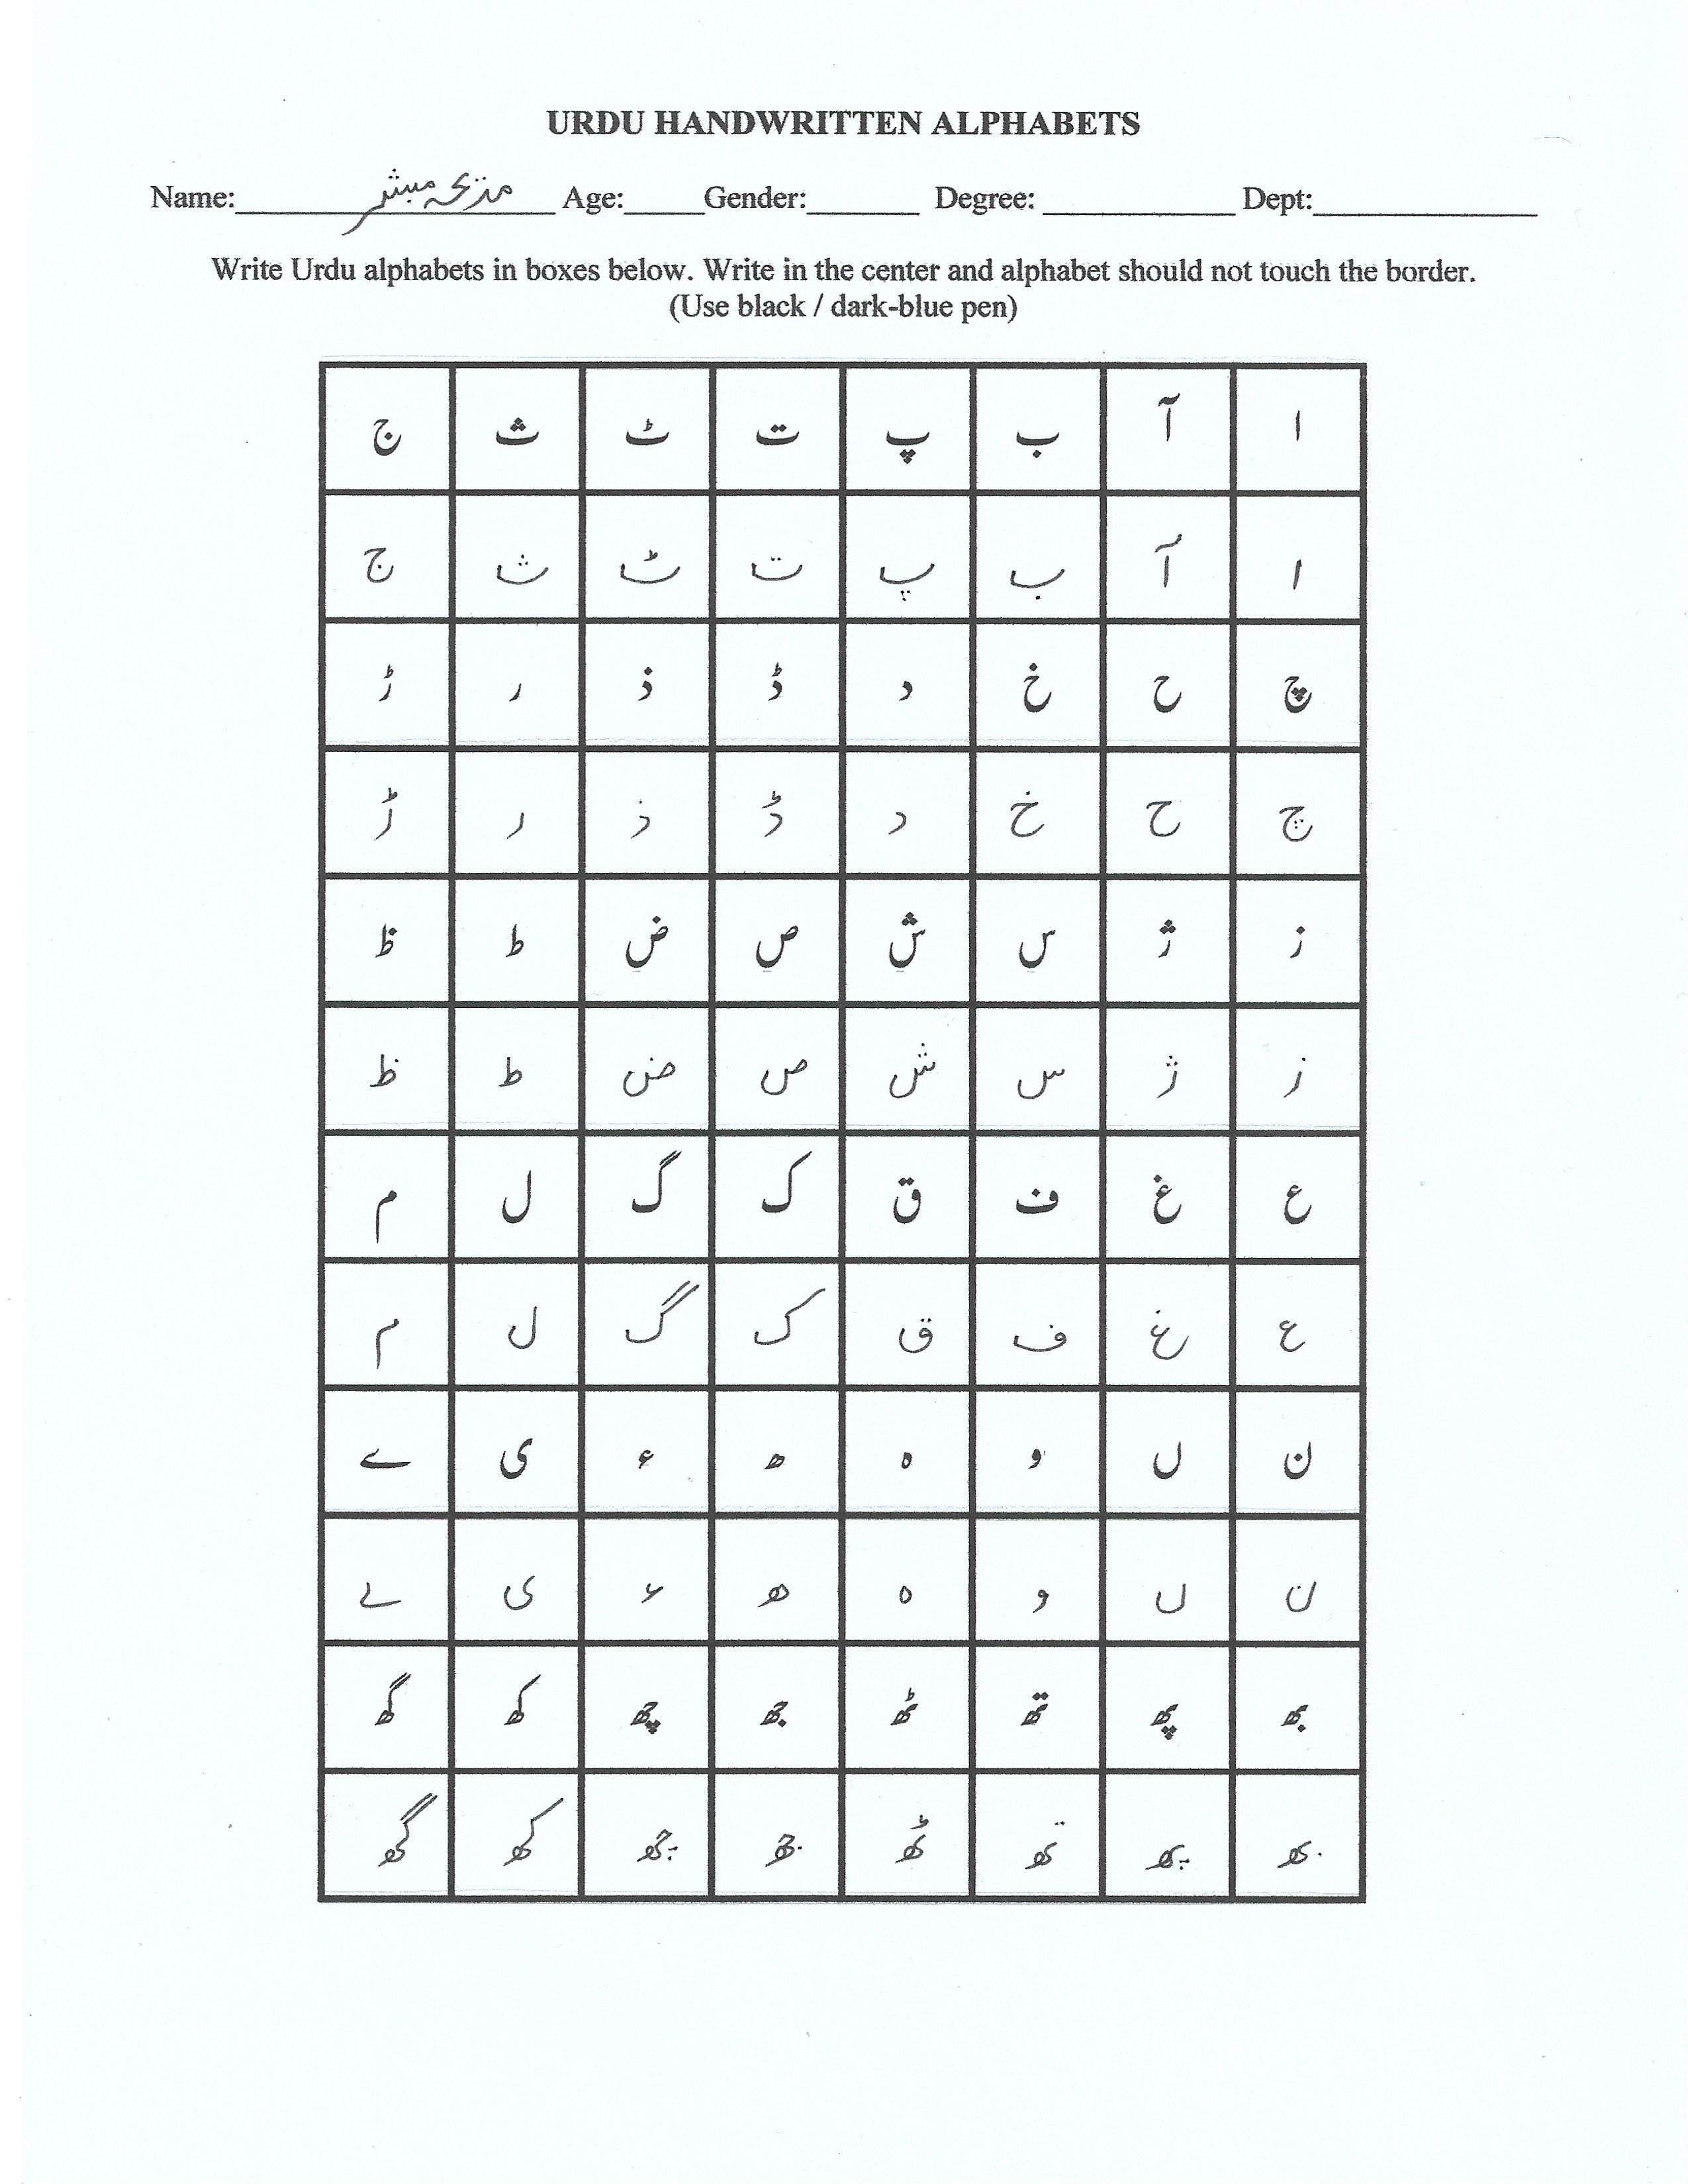 URDU HANDWRITTEN ALPHABETS
Name: مدیحہ مبشر Age: Gender: Degree: Dept:
Write Urdu alphabets in boxes below. Write in the center and alphabet should not touch the border.
(Use black / dark-blue pen)
ا آ ب پ ت ٹ ث ج
ا آ ب پ ت ٹ ث ج
چ ح خ د ڈ ذ ر ڑ
چ ح خ د ڈ ذ ر ڑ
ز ژ س ش ص ض ط ظ
ز ژ س ش ص ض ط ظ
ع غ ف ق ک گ ل م
ع غ ف ق ک گ ل م
ن ں و ہ ھ ء ی ے
ن ں و ہ ھ ء ی ے
بھ پھ تھ ٹھ جھ چھ کھ گھ
بھ پھ تھ ٹھ جھ چھ کھ گھ